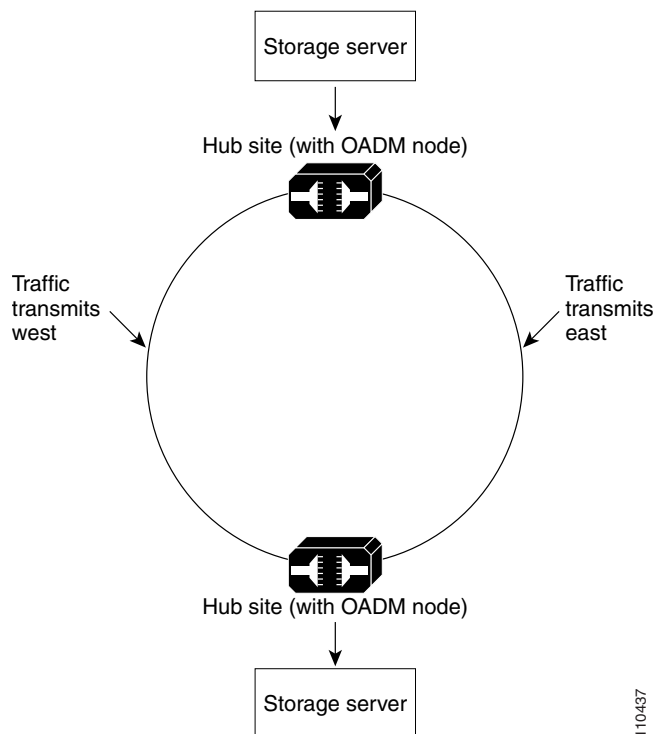 Storage server
Hub site (with OADM node)
Traffic
transmits
west
Traffic
transmits
east
Hub site (with OADM node)
Storage server
110437